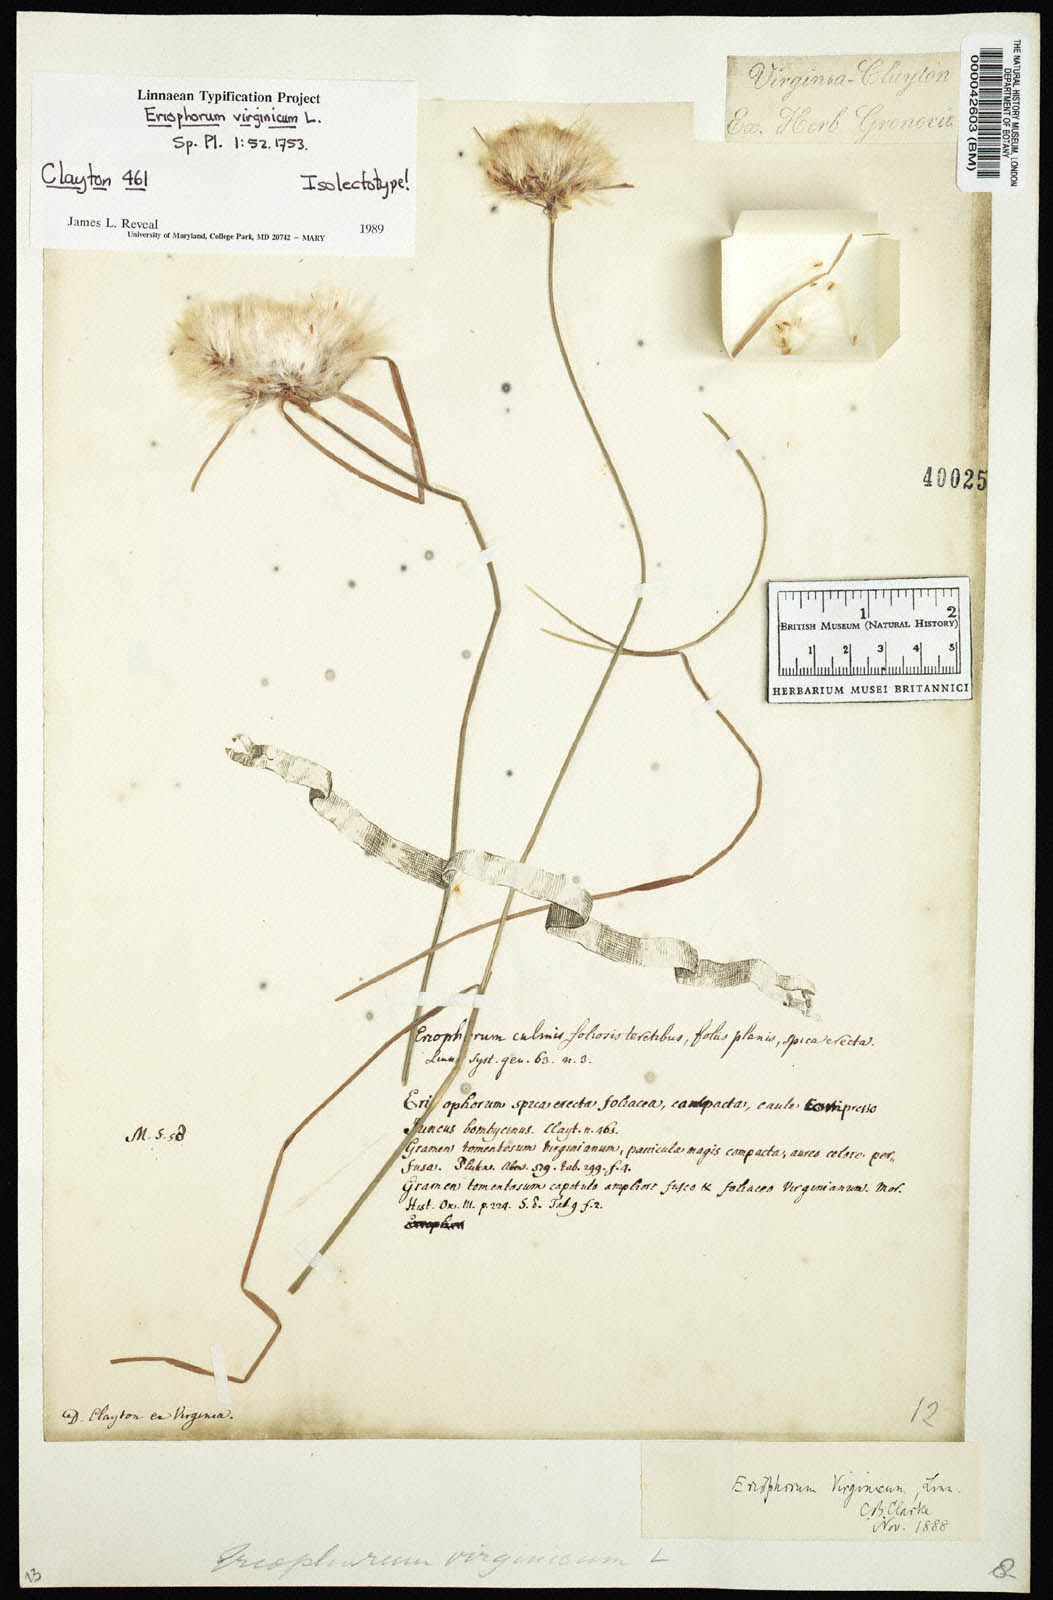 Linnaean Typification Project
Eriophorum virginicum L.
Sp. Pl. 1:52. 1753.
Clayton 461
Isolectotype!
James L. Reveal
1989
University of Maryland, College Park, MD 20742 – MARY
Virginia-Clayton
Ex. Herb Gronovii
THE NATURAL HISTORY MUSEUM, LONDON
DEPARTMENT OF BOTANY
000042603 (BM)
40025
1 2
BRITISH MUSEUM (NATURAL HISTORY)
1 2 3 4 5
HERBARIUM MUSEI BRITANNICI
Eriophorum culmis foliosis teretibus, foliis planis, spica erecta.
Linn. Syst. gen. 63. n. 3.
Eriophorum spica erecta foliacea, compacta, caule compresso
Juncus bombycinus. Clayt. n. 461.
Gramen tomentosum Virginianum, panicula magis compacta, aureo colore per-
fusa. Plukn. Alm. 179. tab. 299. f. 4.
Gramen tomentosum capitulo ampliore fusco & foliaceo Virginianum. Mor.
Hist. Ox. III. p. 224. S. 8. Tab 9 f. 2.
M. S. 58
D. Clayton ex Virginia.
12
Eriophorum Virginicum, Linn.
C.B. Clarke
Nov. 1888
Eriophorum virginicum L
13
8